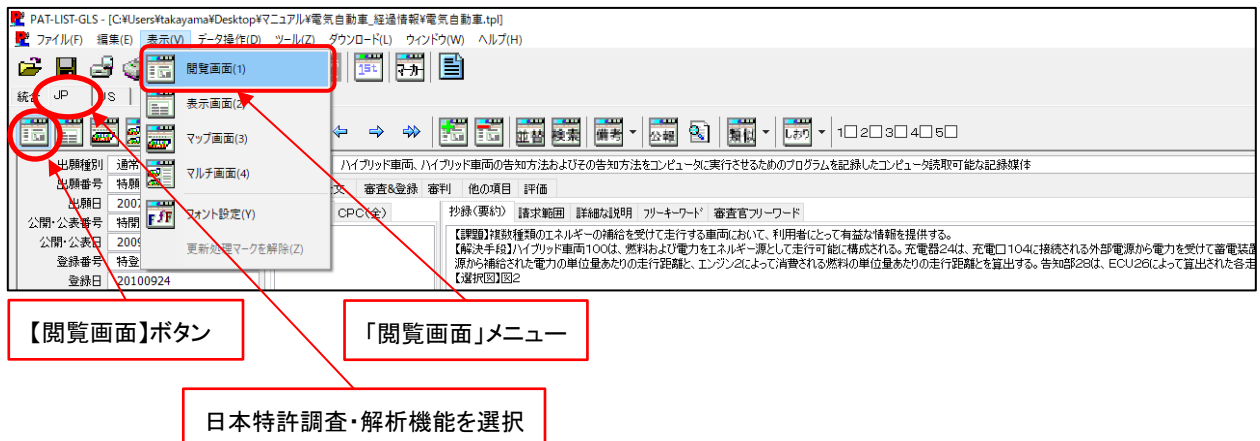 PAT-LIST-GLS - [C:¥Users¥takayama¥Desktop¥マニュアル¥電気自動車_経過情報¥電気自動車.tpl]
ファイル(F) 編集(E) 表示(V) データ操作(D) ツール(Z) ダウンロード(L) ウィンドウ(W) ヘルプ(H)
閲覧画面(1)
1st マーカー
統合 JP US
表示画面(2)
マップ画面(3)
並替 検索 備考 公報 類似 しおり 1 2 3 4 5
マルチ画面(4)
フォント設定(Y)
更新処理マークを解除(Z)
出願種別 通常
ハイブリッド車両、ハイブリッド車両の告知方法およびその告知方法をコンピュータに実行させるためのプログラムを記録したコンピュータ読取可能な記録媒体
出願番号 特願
文 審査&登録 審判 他の項目 評価
出願日 2007
公開・公表番号 特開
CPC(全) 抄録(要約) 請求範囲 詳細な説明 フリーキーワード 審査官フリーワード
公開・公表日 2009
登録番号 特登
登録日 20100924
【課題】複数種類のエネルギーの補給を受けて走行する車両において、利用者にとって有益な情報を提供する。
【解決手段】ハイブリッド車両100は、燃料および電力をエネルギー源として走行可能に構成される。充電器24は、充電口104に接続される外部電源から電力を受けて蓄電装
源から補給された電力の単位量あたりの走行距離と、エンジン2によって消費される燃料の単位量あたりの走行距離とを算出する。告知部28は、ECU26によって算出された各走
【選択図】図2
【閲覧画面】ボタン
「閲覧画面」メニュー
日本特許調査・解析機能を選択